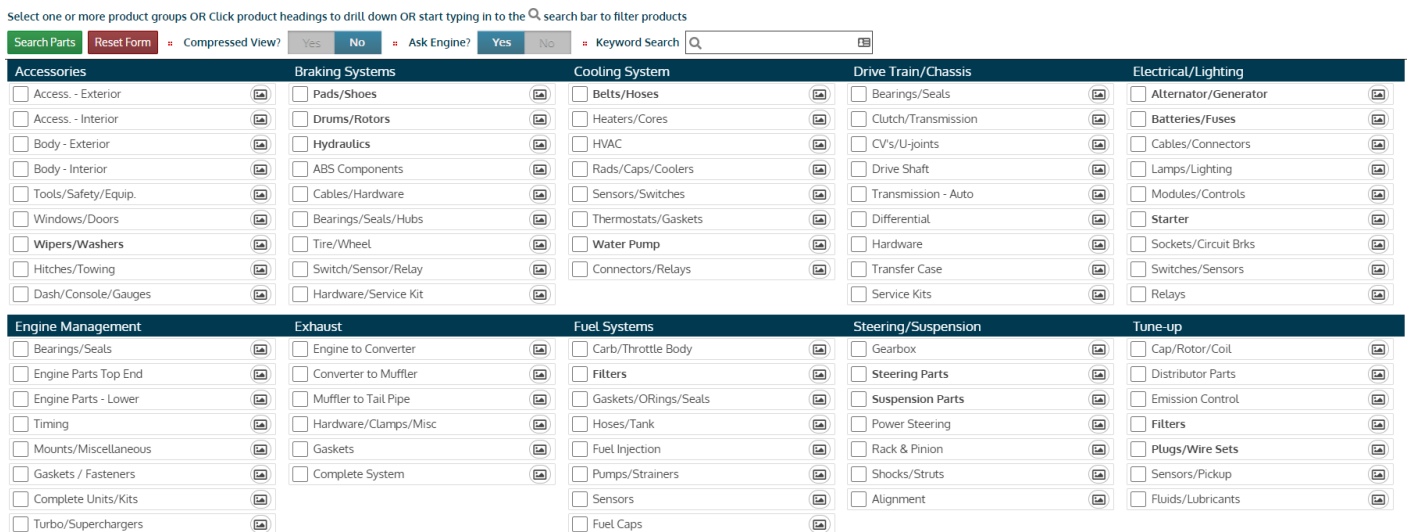 Select one or more product groups OR Click product headings to drill down OR start typing in to the search bar to filter products
Search Parts Reset Form Compressed View? Yes No Ask Engine? Yes No Keyword Search
Accessories Braking Systems Cooling System Drive Train/Chassis Electrical/Lighting
Access. - Exterior Pads/Shoes Belts/Hoses Bearings/Seals Alternator/Generator
Access. - Interior Drums/Rotors Heaters/Cores Clutch/Transmission Batteries/Fuses
Body - Exterior Hydraulics HVAC CV's/U-joints Cables/Connectors
Body - Interior ABS Components Rads/Caps/Coolers Drive Shaft Lamps/Lighting
Tools/Safety/Equip. Cables/Hardware Sensors/Switches Transmission - Auto Modules/Controls
Windows/Doors Bearings/Seals/Hubs Thermostats/Gaskets Differential Starter
Wipers/Washers Tire/Wheel Water Pump Hardware Sockets/Circuit Brks
Hitches/Towing Switch/Sensor/Relay Connectors/Relays Transfer Case Switches/Sensors
Dash/Console/Gauges Hardware/Service Kit Service Kits Relays
Engine Management Exhaust Fuel Systems Steering/Suspension Tune-up
Bearings/Seals Engine to Converter Carb/Throttle Body Gearbox Cap/Rotor/Coil
Engine Parts Top End Converter to Muffler Filters Steering Parts Distributor Parts
Engine Parts - Lower Muffler to Tail Pipe Gaskets/ORings/Seals Suspension Parts Emission Control
Timing Hardware/Clamps/Misc Hoses/Tank Power Steering Filters
Mounts/Miscellaneous Gaskets Fuel Injection Rack & Pinion Plugs/Wire Sets
Gaskets / Fasteners Complete System Pumps/Strainers Shocks/Struts Sensors/Pickup
Complete Units/Kits Sensors Alignment Fluids/Lubricants
Turbo/Superchargers Fuel Caps